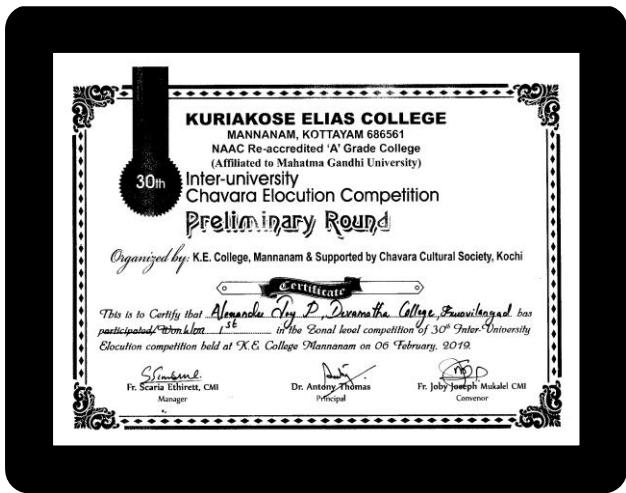 KURIAKOSE ELIAS COLLEGE
MANNANAM, KOTTAYAM 686561
NAAC Re-accredited 'A' Grade College
(Affiliated to Mahatma Gandhi University)
30th
Inter-university
Chavara Elocution Competition
Preliminary Round
Organized by: K.E. College, Mannanam & Supported by Chavara Cultural Society, Kochi
Certificate
This is to Certify that Alexander Joy P, Devamatha College, Kuravilangad has
participated/ Won 1st in the Zonal level competition of 30th Inter-University
Elocution competition held at K.E. College Mannanam on 06 February, 2019.
Fr. Scaria Ethirett, CMI
Manager
Dr. Antony Thomas
Principal
Fr. Joby Joseph Mukalel CMI
Convenor